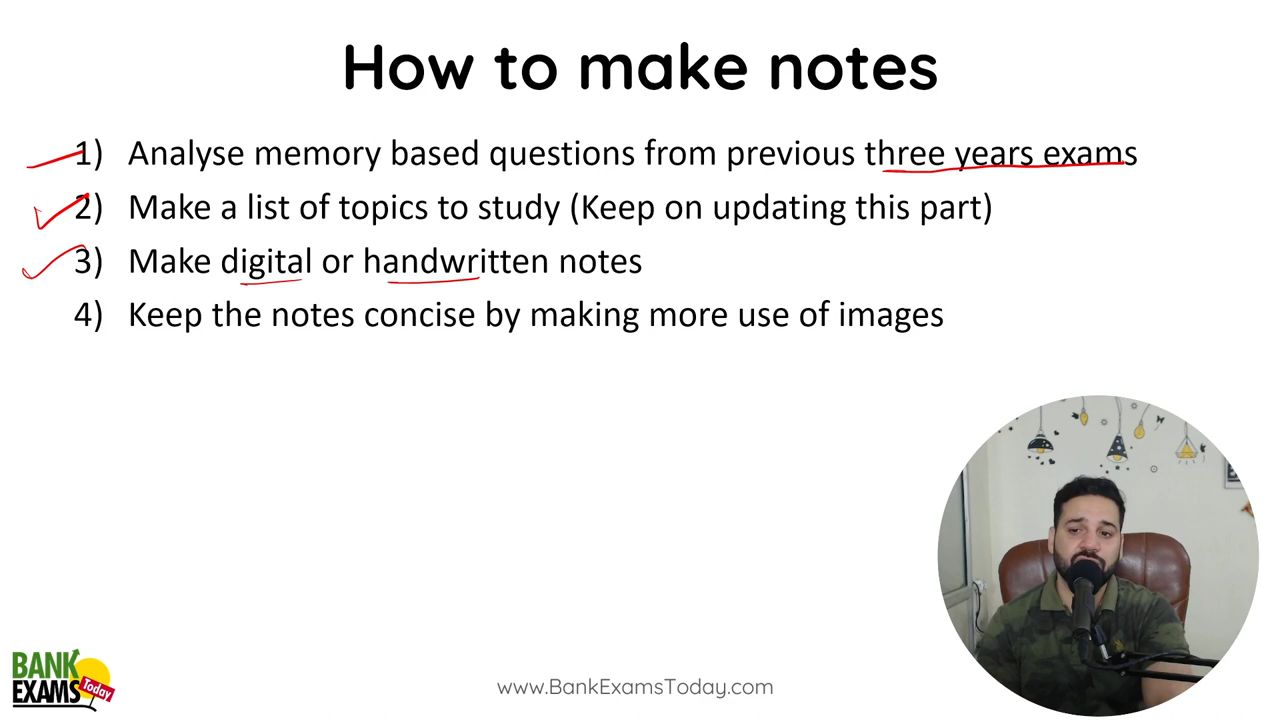 How to make notes
1) Analyse memory based questions from previous three years exams
2) Make a list of topics to study (Keep on updating this part)
3) Make digital or handwritten notes
4) Keep the notes concise by making more use of images
BANK
EXAMS Today
www.BankExamsToday.com